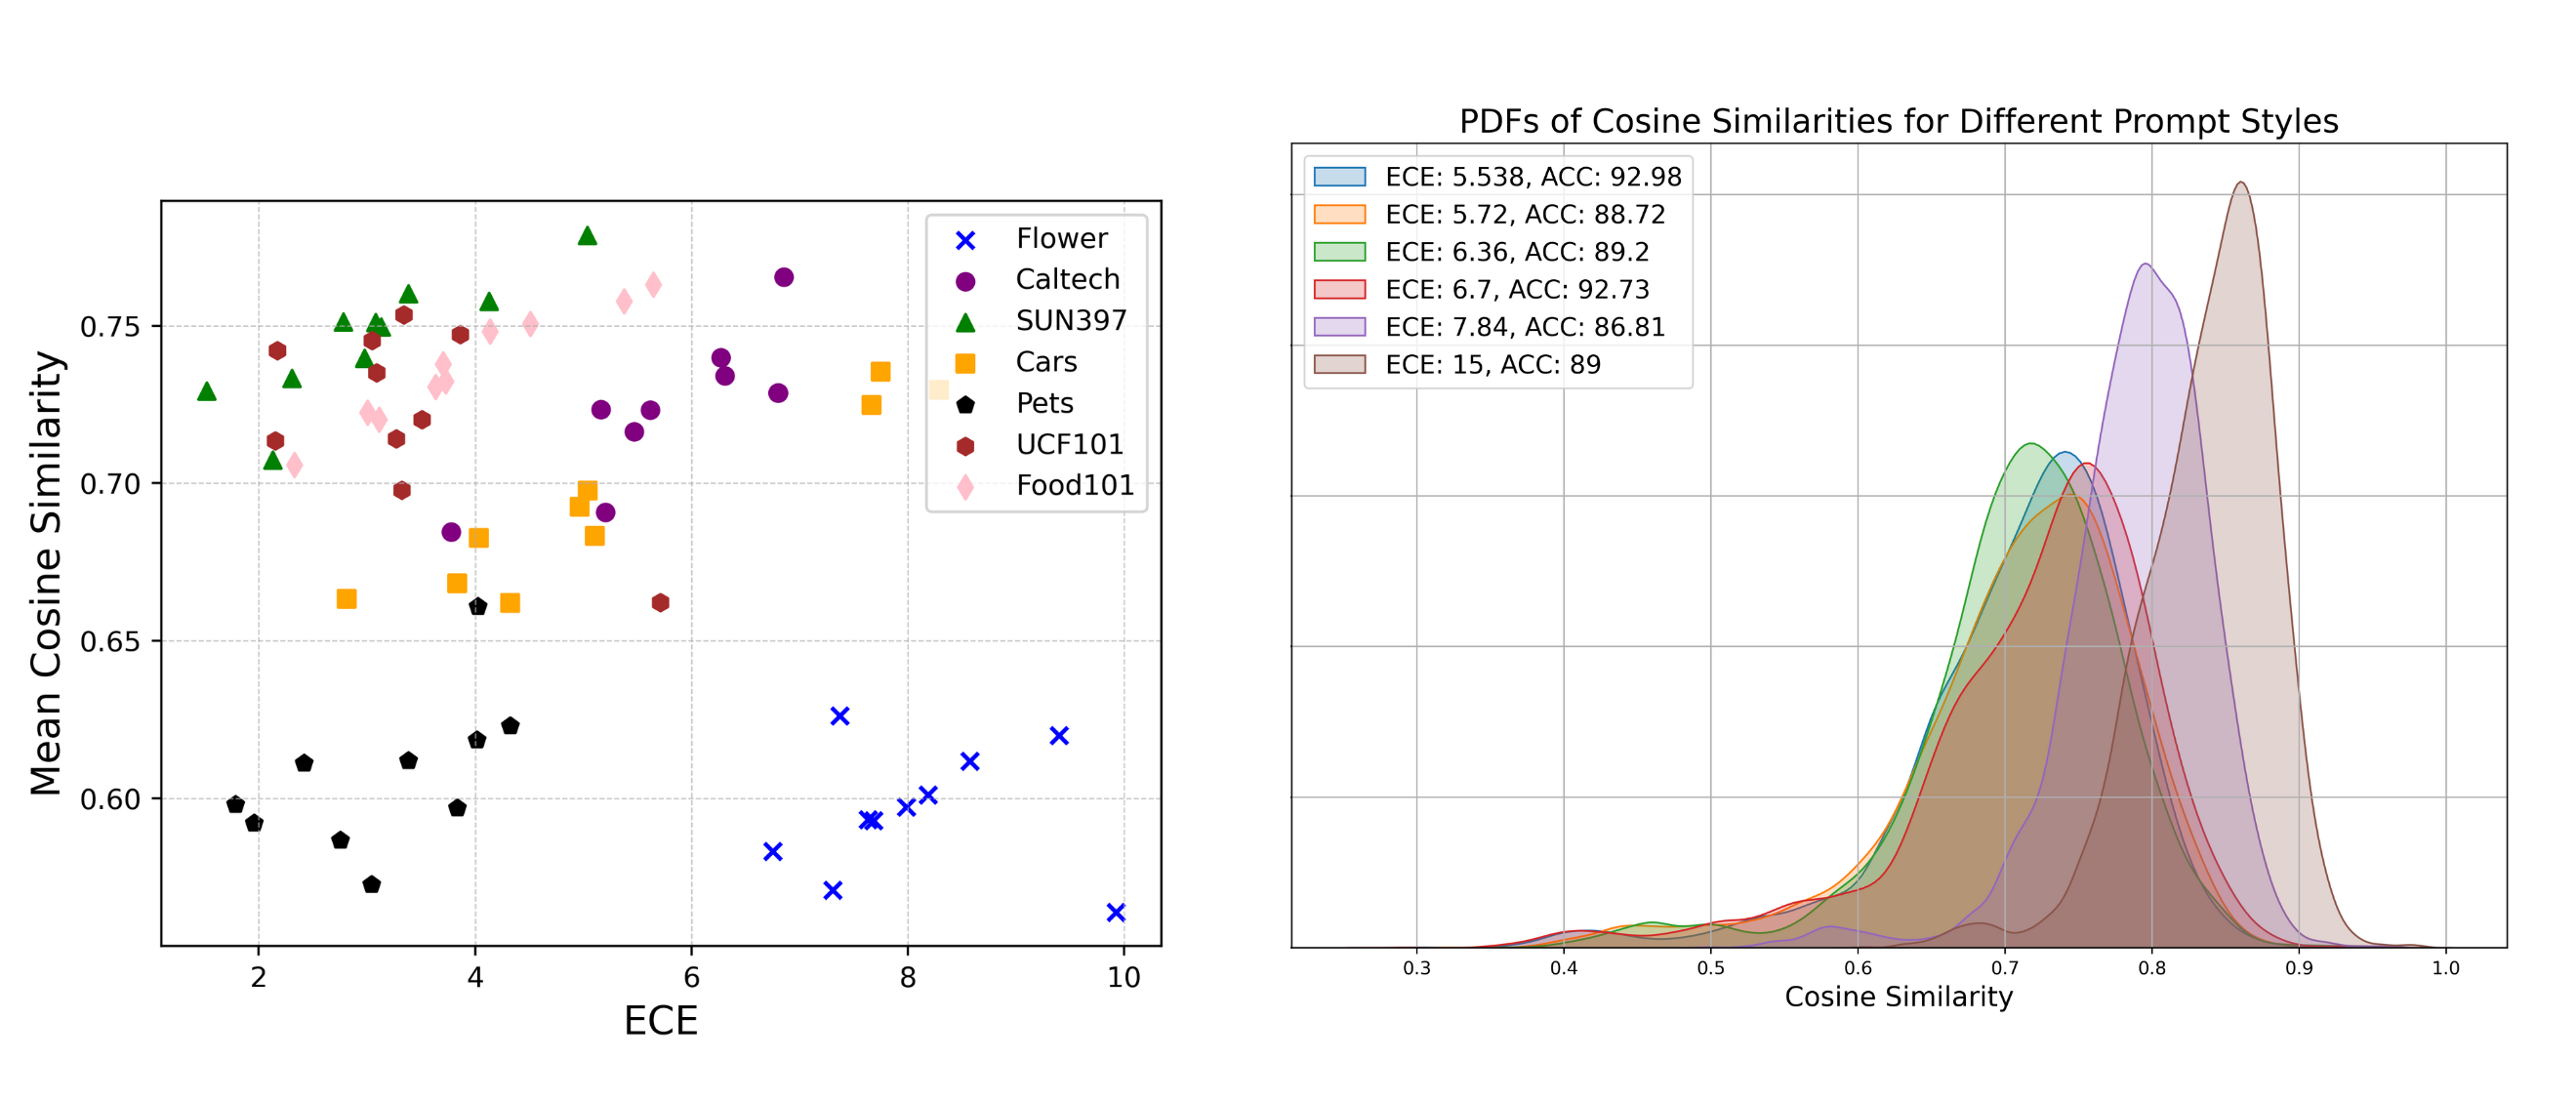 Mean Cosine Similarity
0.75
0.70
0.65
0.60
2 4 6 8 10
ECE
Flower
Caltech
SUN397
Cars
Pets
UCF101
Food101
PDFs of Cosine Similarities for Different Prompt Styles
ECE: 5.538, ACC: 92.98
ECE: 5.72, ACC: 88.72
ECE: 6.36, ACC: 89.2
ECE: 6.7, ACC: 92.73
ECE: 7.84, ACC: 86.81
ECE: 15, ACC: 89
0.3 0.4 0.5 0.6 0.7 0.8 0.9 1.0
Cosine Similarity